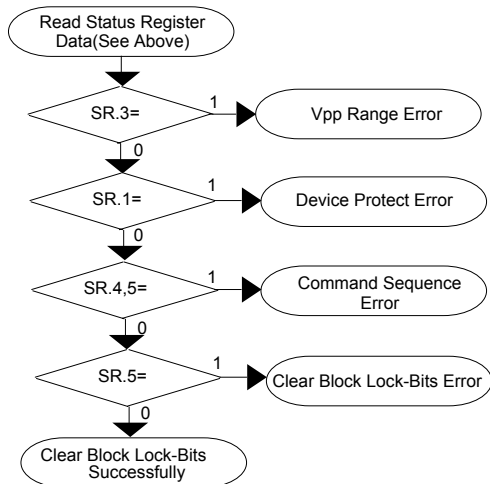 Read Status Register
Data(See Above)
SR.3=
1
Vpp Range Error
0
SR.1=
1
Device Protect Error
0
SR.4,5=
1
Command Sequence
Error
0
SR.5=
1
Clear Block Lock-Bits Error
0
Clear Block Lock-Bits
Successfully